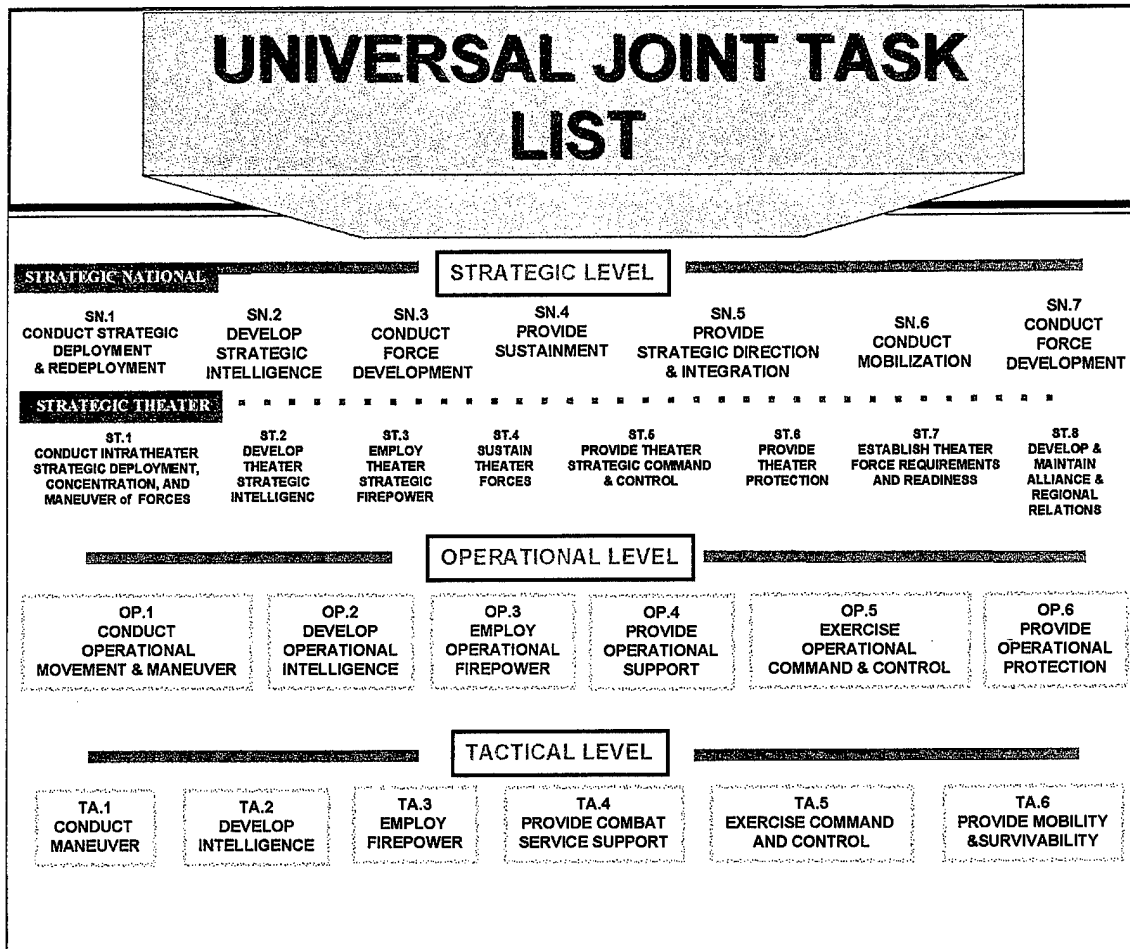 UNIVERSAL JOINT TASK
LIST
STRATEGIC NATIONAL
STRATEGIC LEVEL
SN.1
CONDUCT STRATEGIC
DEPLOYMENT
& REDEPLOYMENT
SN.2
DEVELOP
STRATEGIC
INTELLIGENCE
SN.3
CONDUCT
FORCE
DEVELOPMENT
SN.4
PROVIDE
SUSTAINMENT
SN.5
PROVIDE
STRATEGIC DIRECTION
& INTEGRATION
SN.6
CONDUCT
MOBILIZATION
SN.7
CONDUCT
FORCE
DEVELOPMENT
STRATEGIC THEATER
ST.1
CONDUCT INTRATHEATER
STRATEGIC DEPLOYMENT,
CONCENTRATION, AND
MANEUVER of FORCES
ST.2
DEVELOP
THEATER
STRATEGIC
INTELLIGENC
ST.3
EMPLOY
THEATER
STRATEGIC
FIREPOWER
ST.4
SUSTAIN
THEATER
FORCES
ST.5
PROVIDE THEATER
STRATEGIC COMMAND
& CONTROL
ST.6
PROVIDE
THEATER
PROTECTION
ST.7
ESTABLISH THEATER
FORCE REQUIREMENTS
AND READINESS
ST.8
DEVELOP &
MAINTAIN
ALLIANCE &
REGIONAL
RELATIONS
OPERATIONAL LEVEL
OP.1
CONDUCT
OPERATIONAL
MOVEMENT & MANEUVER
OP.2
DEVELOP
OPERATIONAL
INTELLIGENCE
OP.3
EMPLOY
OPERATIONAL
FIREPOWER
OP.4
PROVIDE
OPERATIONAL
SUPPORT
OP.5
EXERCISE
OPERATIONAL
COMMAND & CONTROL
OP.6
PROVIDE
OPERATIONAL
PROTECTION
TACTICAL LEVEL
TA.1
CONDUCT
MANEUVER
TA.2
DEVELOP
INTELLIGENCE
TA.3
EMPLOY
FIREPOWER
TA.4
PROVIDE COMBAT
SERVICE SUPPORT
TA.5
EXERCISE COMMAND
AND CONTROL
TA.6
PROVIDE MOBILITY
&SURVIVABILITY